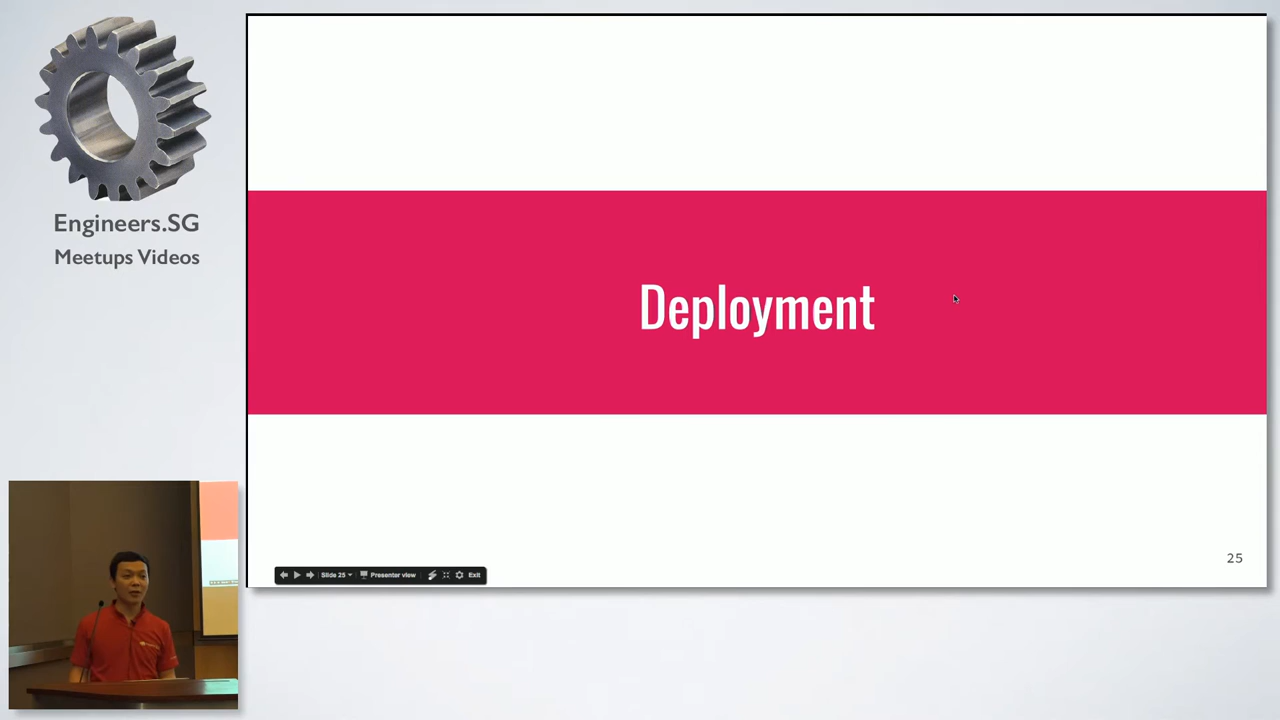 Engineers.SG
Meetups Videos
Deployment
25
Slide 25
Presenter view
Exit